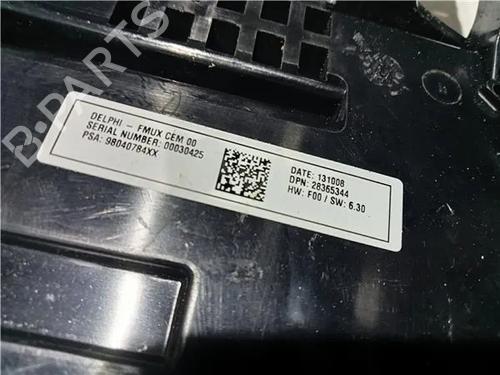 B-PARTS
DELPHI - FMUX CEM 00
SERIAL NUMBER: 00030425
PSA: 98040784XX
DATE: 131008
DPN: 28365344
HW: F00 / SW: 6.30